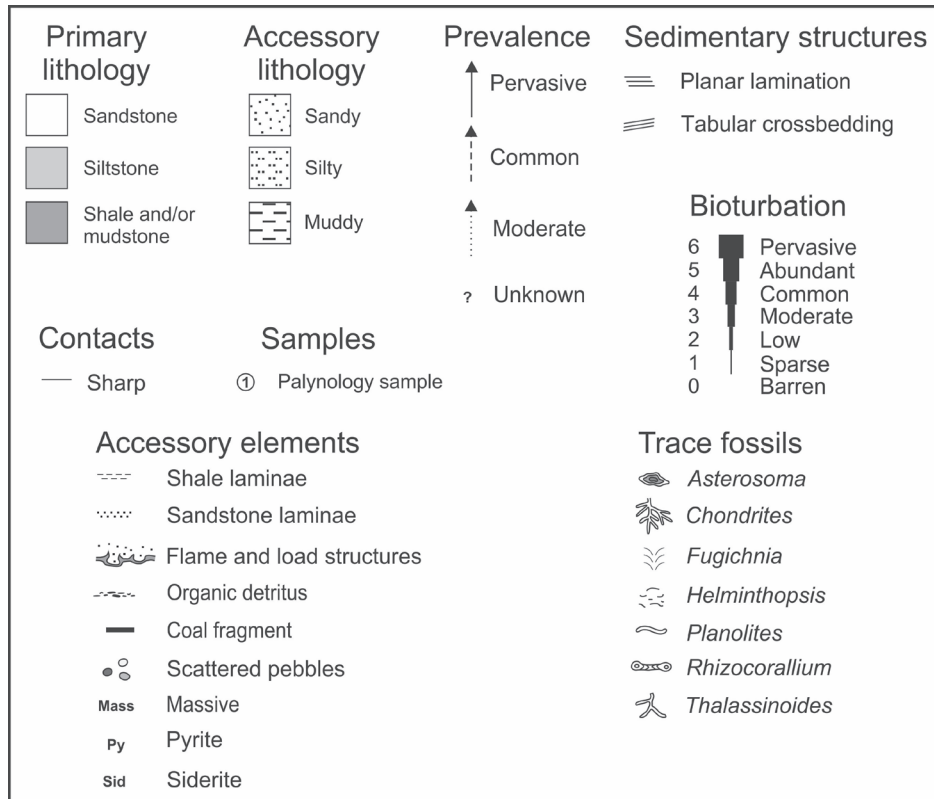 Primary
lithology
Sandstone
Siltstone
Shale and/or
mudstone
Accessory
lithology
Sandy
Silty
Muddy
Prevalence
Pervasive
Common
Moderate
? Unknown
Sedimentary structures
Planar lamination
Tabular crossbedding
Bioturbation
6 Pervasive
5 Abundant
4 Common
3 Moderate
2 Low
1 Sparse
0 Barren
Contacts
Sharp
Samples
① Palynology sample
Accessory elements
Shale laminae
Sandstone laminae
Flame and load structures
Organic detritus
Coal fragment
Scattered pebbles
Mass Massive
Py Pyrite
Sid Siderite
Trace fossils
Asterosoma
Chondrites
Fugichnia
Helminthopsis
Planolites
Rhizocorallium
Thalassinoides